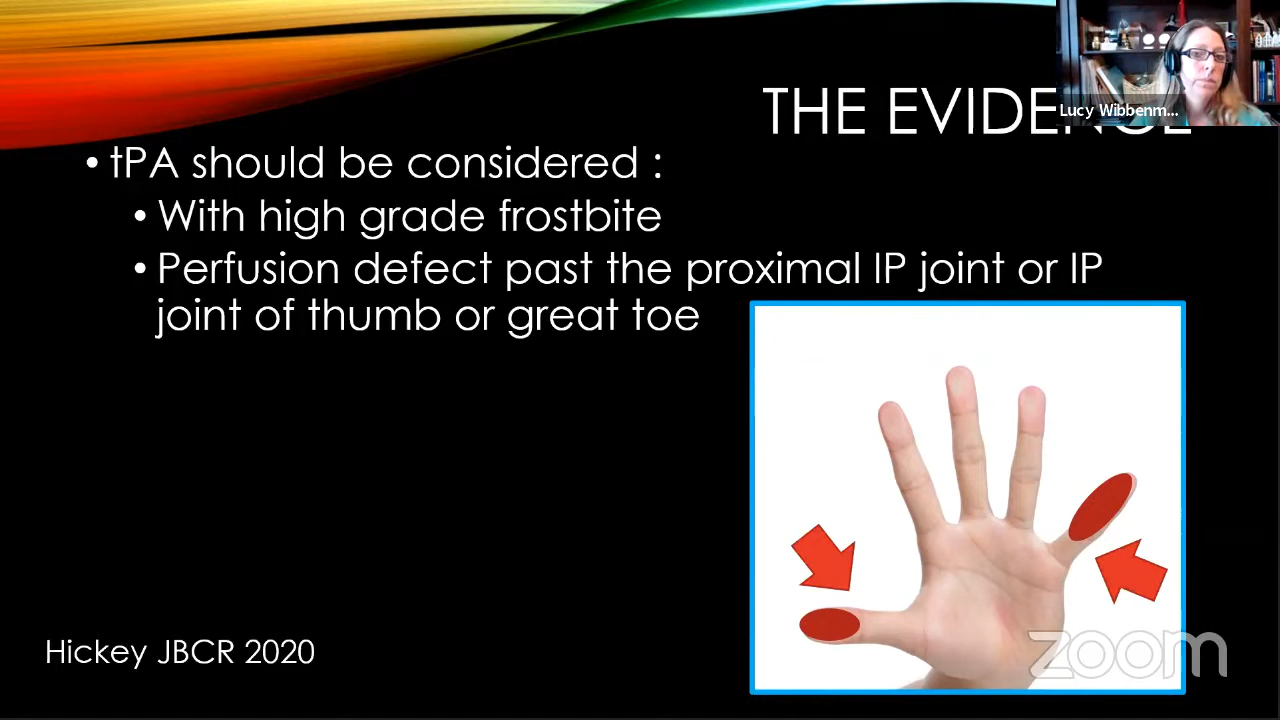 THE EVIDENCE
Lucy Wibbenm...
• tPA should be considered :
• With high grade frostbite
• Perfusion defect past the proximal IP joint or IP
joint of thumb or great toe
Hickey JBCR 2020
zoom